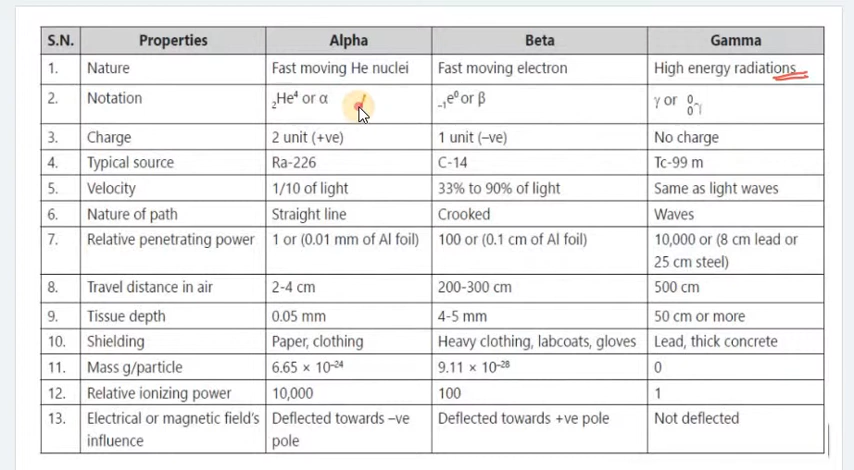 S.N. Properties Alpha Beta Gamma
1. Nature Fast moving He nuclei Fast moving electron High energy radiations
2. Notation ₂He⁴ or α ₋₁e⁰ or β γ or ⁰₀γ
3. Charge 2 unit (+ve) 1 unit (–ve) No charge
4. Typical source Ra-226 C-14 Tc-99 m
5. Velocity 1/10 of light 33% to 90% of light Same as light waves
6. Nature of path Straight line Crooked Waves
7. Relative penetrating power 1 or (0.01 mm of Al foil) 100 or (0.1 cm of Al foil) 10,000 or (8 cm lead or
25 cm steel)
8. Travel distance in air 2-4 cm 200-300 cm 500 cm
9. Tissue depth 0.05 mm 4-5 mm 50 cm or more
10. Shielding Paper, clothing Heavy clothing, labcoats, gloves Lead, thick concrete
11. Mass g/particle 6.65 × 10⁻²⁴ 9.11 × 10⁻²⁸ 0
12. Relative ionizing power 10,000 100 1
13. Electrical or magnetic field's Deflected towards –ve Deflected towards +ve pole Not deflected
influence pole